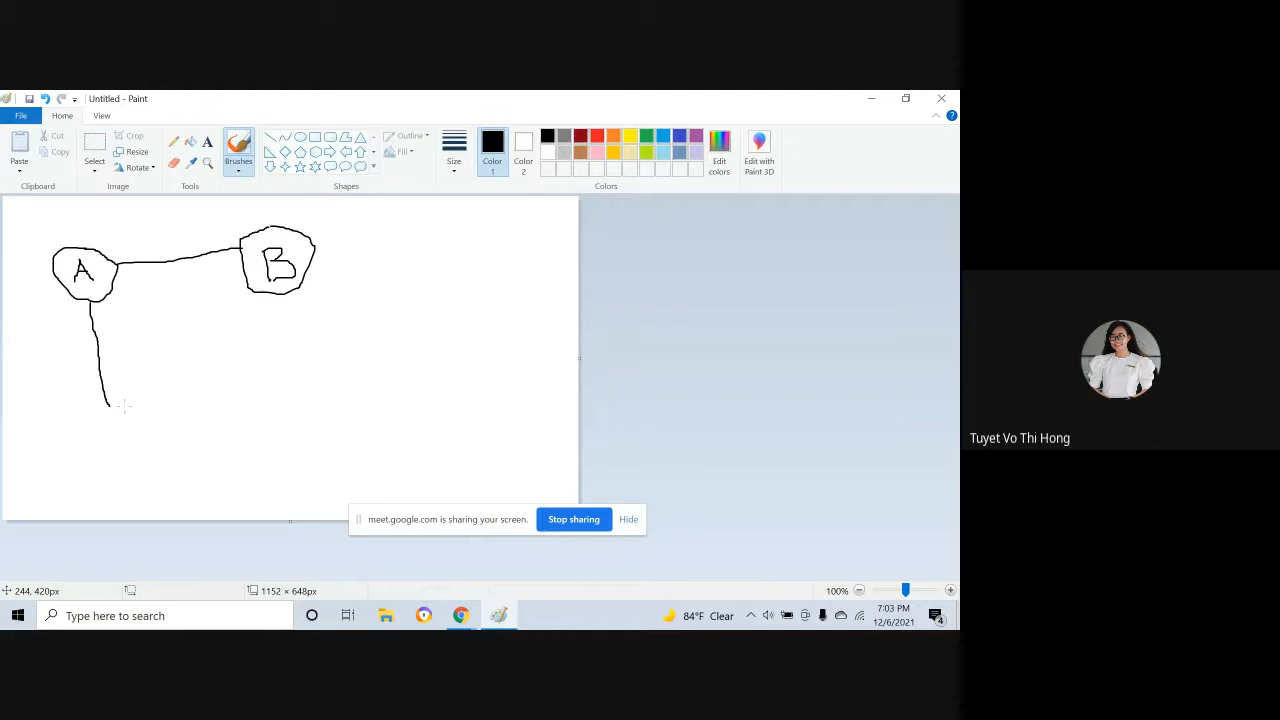 Untitled - Paint
File Home View
Paste
Cut
Copy
Clipboard
Select
Crop
Resize
Rotate
Image
A
Tools
Brushes
Outline
Fill
Shapes
Size
Color 1
Color 2
Edit colors
Colors
Edit with Paint 3D
A
B
meet.google.com is sharing your screen. Stop sharing Hide
244, 420px
1152 × 648px
100%
Type here to search
84°F Clear
7:03 PM
12/6/2021
4
Tuyet Vo Thi Hong